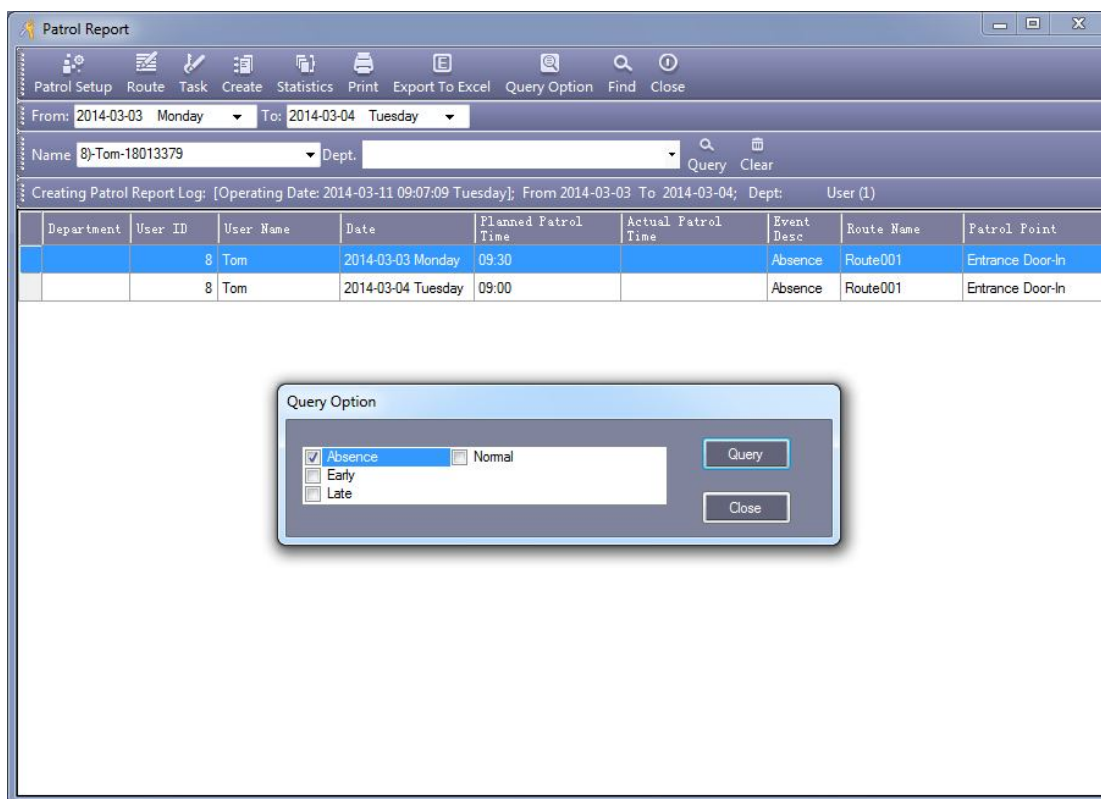 Patrol Report
Patrol Setup Route Task Create Statistics Print Export To Excel Query Option Find Close
From: 2014-03-03 Monday To: 2014-03-04 Tuesday
Name 8)-Tom-18013379 Dept. Query Clear
Creating Patrol Report Log: [Operating Date: 2014-03-11 09:07:09 Tuesday]; From 2014-03-03 To 2014-03-04; Dept: User (1)
Department User ID User Name Date Planned Patrol Time Actual Patrol Time Event Desc Route Name Patrol Point
8 Tom 2014-03-03 Monday 09:30 Absence Route001 Entrance Door-In
8 Tom 2014-03-04 Tuesday 09:00 Absence Route001 Entrance Door-In
Query Option
Absence Normal Query
Early
Late
Close